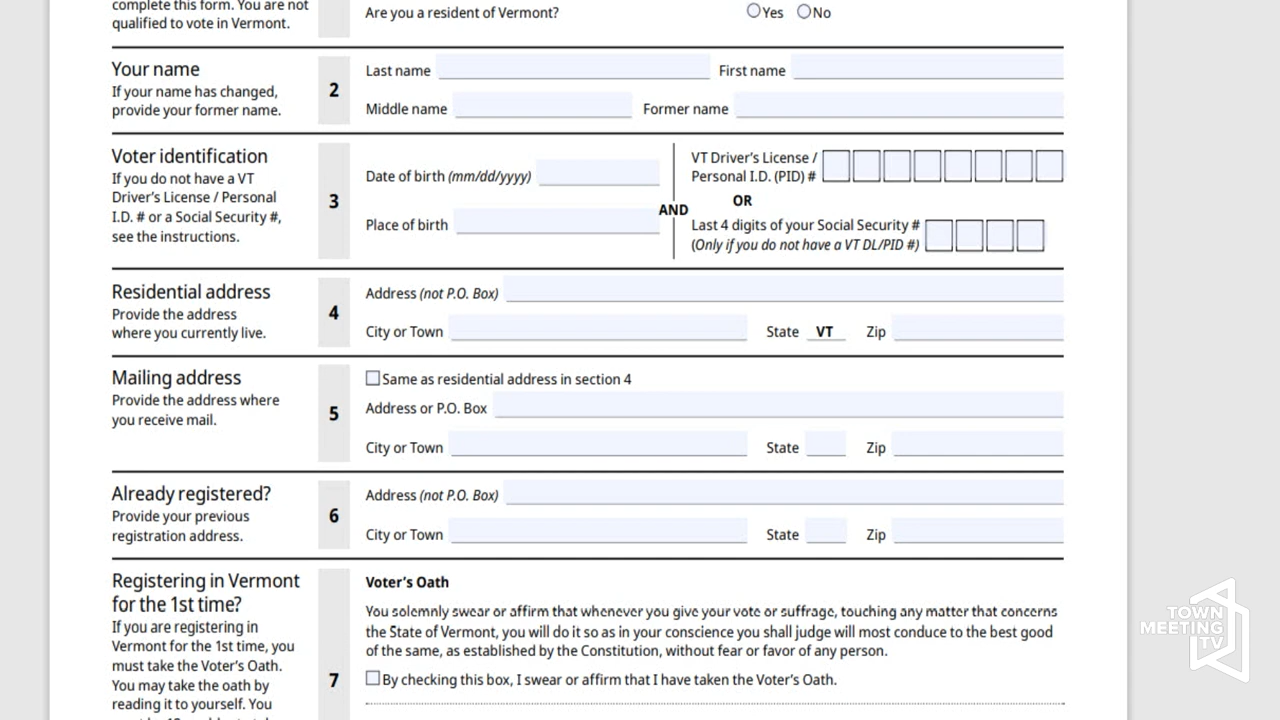 complete this form. You are not
qualified to vote in Vermont.
Are you a resident of Vermont? Yes No
Your name
If your name has changed,
provide your former name.
2
Last name First name
Middle name Former name
Voter identification
If you do not have a VT
Driver's License / Personal
I.D. # or a Social Security #,
see the instructions.
3
Date of birth (mm/dd/yyyy)
Place of birth
AND
VT Driver's License /
Personal I.D. (PID) #
OR
Last 4 digits of your Social Security #
(Only if you do not have a VT DL/PID #)
Residential address
Provide the address
where you currently live.
4
Address (not P.O. Box)
City or Town State VT Zip
Mailing address
Provide the address where
you receive mail.
5
Same as residential address in section 4
Address or P.O. Box
City or Town State Zip
Already registered?
Provide your previous
registration address.
6
Address (not P.O. Box)
City or Town State Zip
Registering in Vermont
for the 1st time?
If you are registering in
Vermont for the 1st time, you
must take the Voter's Oath.
You may take the oath by
reading it to yourself. You
7
Voter's Oath
You solemnly swear or affirm that whenever you give your vote or suffrage, touching any matter that concerns
the State of Vermont, you will do it so as in your conscience you shall judge will most conduce to the best good
of the same, as established by the Constitution, without fear or favor of any person.
By checking this box, I swear or affirm that I have taken the Voter's Oath.
TOWN
MEETING
TV